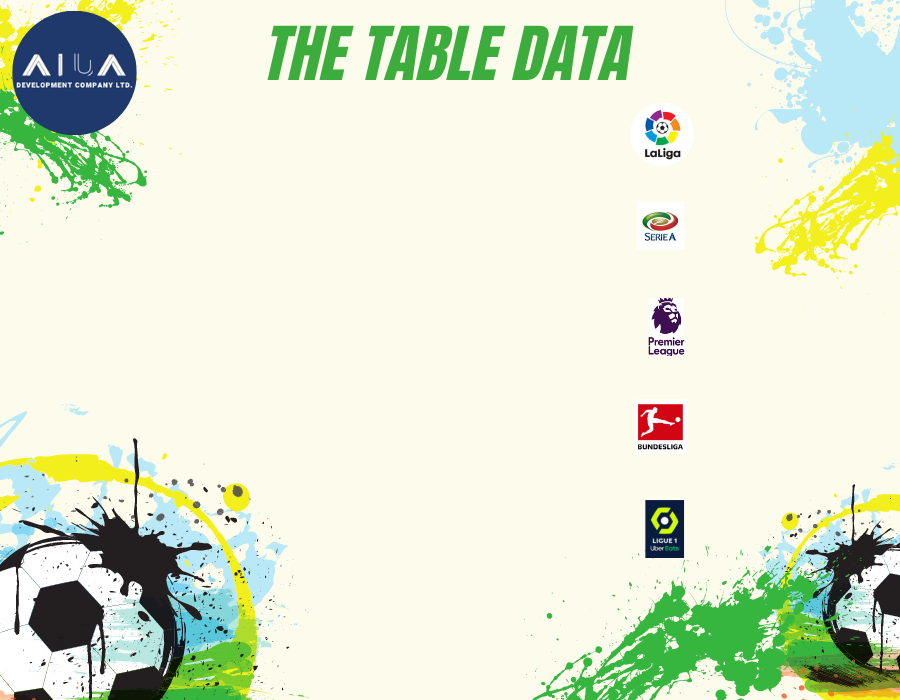 THE TABLE DATA
AIUA
DEVELOPMENT COMPANY LTD.
LaLiga
SERIE A
Premier
League
BUNDESLIGA
LIGUE 1
Uber Eats